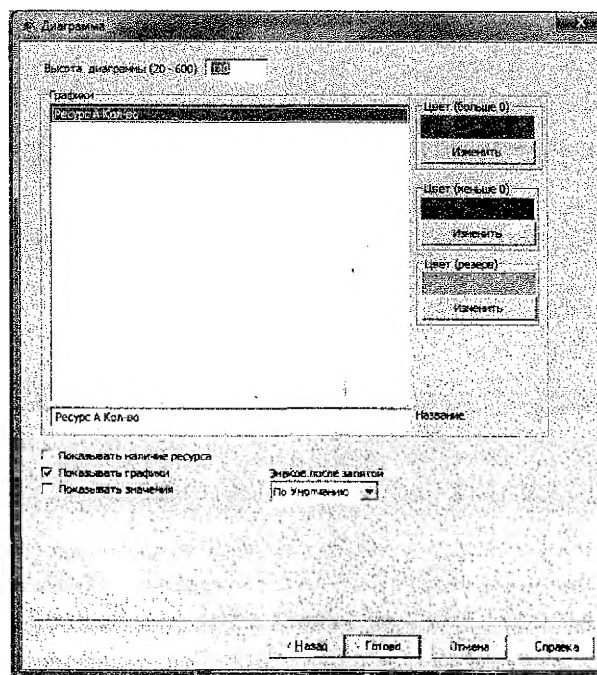 Диаграмма
Высота диаграммы (20 - 600)
Графики
Ресурс А Кол-во
Цвет (больше 0)
Изменить
Цвет (меньше 0)
Изменить
Цвет (резерв)
Изменить
Ресурс А Кол-во
Название
Показывать наличие ресурса
Показывать графики
Показывать значения
Знаков после запятой
По Умолчанию
< Назад
Готово
Отмена
Справка